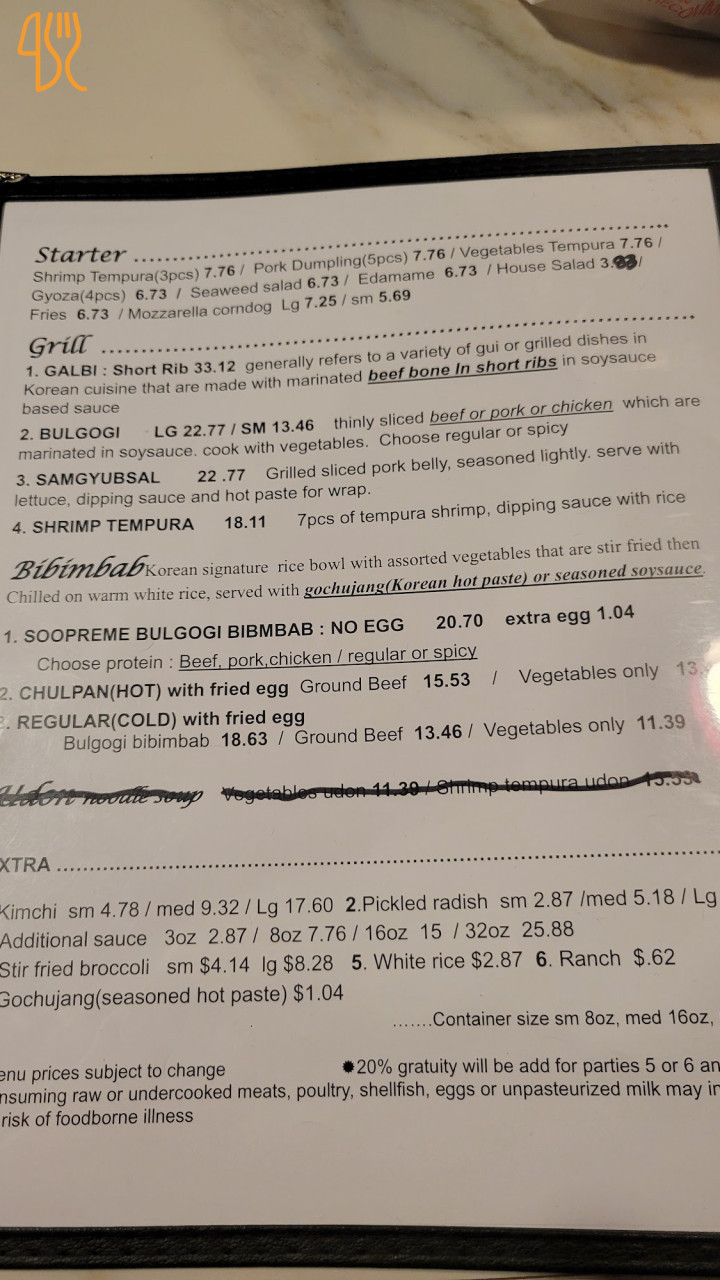 Starter ........................................................
Shrimp Tempura(3pcs) 7.76 / Pork Dumpling(5pcs) 7.76 / Vegetables Tempura 7.76 /
Gyoza(4pcs) 6.73 / Seaweed salad 6.73 / Edamame 6.73 / House Salad 3. /
Fries 6.73 / Mozzarella corndog Lg 7.25 / sm 5.69
Grill ........................................................
1. GALBI : Short Rib 33.12 generally refers to a variety of gui or grilled dishes in
Korean cuisine that are made with marinated beef bone In short ribs in soysauce
based sauce
2. BULGOGI LG 22.77 / SM 13.46 thinly sliced beef or pork or chicken which are
marinated in soysauce. cook with vegetables. Choose regular or spicy
3. SAMGYUBSAL 22 .77 Grilled sliced pork belly, seasoned lightly. serve with
lettuce, dipping sauce and hot paste for wrap.
4. SHRIMP TEMPURA 18.11 7pcs of tempura shrimp, dipping sauce with rice
Bibimbab Korean signature rice bowl with assorted vegetables that are stir fried then
Chilled on warm white rice, served with gochujang(Korean hot paste) or seasoned soysauce.
1. SOOPREME BULGOGI BIBMBAB : NO EGG 20.70 extra egg 1.04
Choose protein : Beef, pork,chicken / regular or spicy
2. CHULPAN(HOT) with fried egg Ground Beef 15.53 / Vegetables only 13.
. REGULAR(COLD) with fried egg
Bulgogi bibimbab 18.63 / Ground Beef 13.46 / Vegetables only 11.39
Udon noodle soup Vegetables udon 11.39 / Shrimp tempura udon
XTRA ........................................................
Kimchi sm 4.78 / med 9.32 / Lg 17.60 2.Pickled radish sm 2.87 /med 5.18 / Lg
Additional sauce 3oz 2.87 / 8oz 7.76 / 16oz 15 / 32oz 25.88
Stir fried broccoli sm $4.14 lg $8.28 5. White rice $2.87 6. Ranch $.62
Gochujang(seasoned hot paste) $1.04
.......Container size sm 8oz, med 16oz,
enu prices subject to change ✹20% gratuity will be add for parties 5 or 6 an
nsuming raw or undercooked meats, poultry, shellfish, eggs or unpasteurized milk may in
risk of foodborne illness